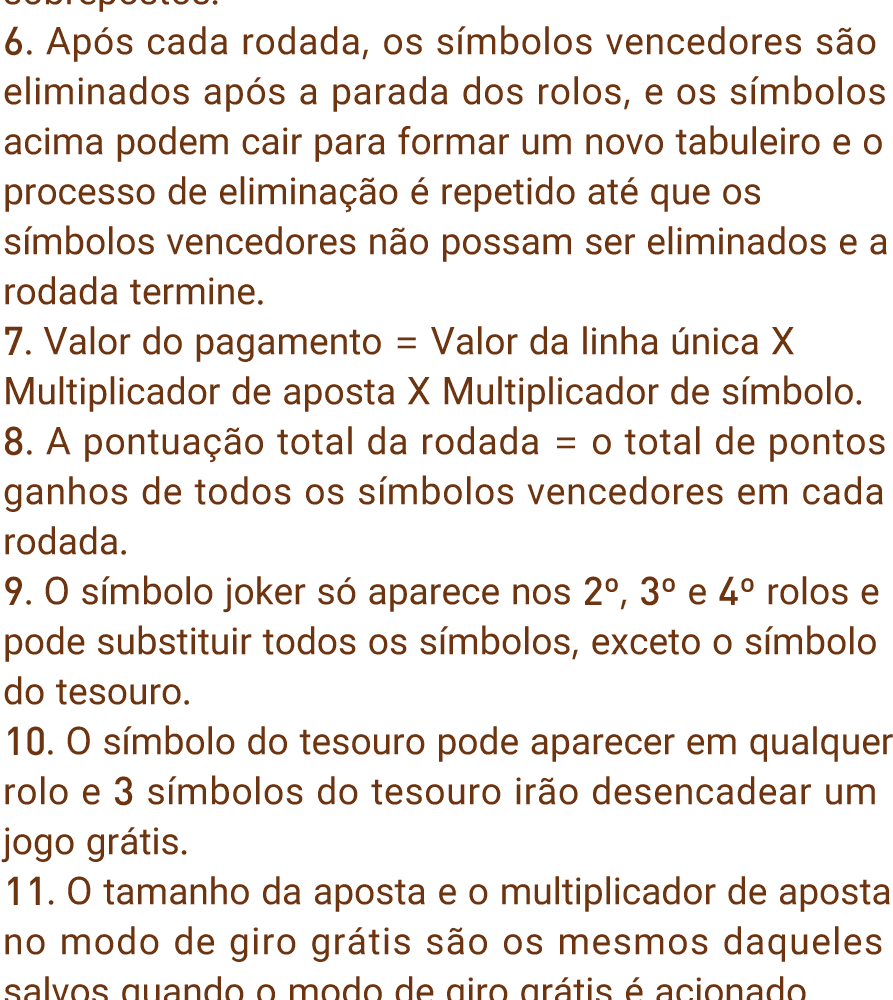 sobrepostos.
6. Após cada rodada, os símbolos vencedores são
eliminados após a parada dos rolos, e os símbolos
acima podem cair para formar um novo tabuleiro e o
processo de eliminação é repetido até que os
símbolos vencedores não possam ser eliminados e a
rodada termine.
7. Valor do pagamento = Valor da linha única X
Multiplicador de aposta X Multiplicador de símbolo.
8. A pontuação total da rodada = o total de pontos
ganhos de todos os símbolos vencedores em cada
rodada.
9. O símbolo joker só aparece nos 2º, 3º e 4º rolos e
pode substituir todos os símbolos, exceto o símbolo
do tesouro.
10. O símbolo do tesouro pode aparecer em qualquer
rolo e 3 símbolos do tesouro irão desencadear um
jogo grátis.
11. O tamanho da aposta e o multiplicador de aposta
no modo de giro grátis são os mesmos daqueles
salvos quando o modo de giro grátis é acionado